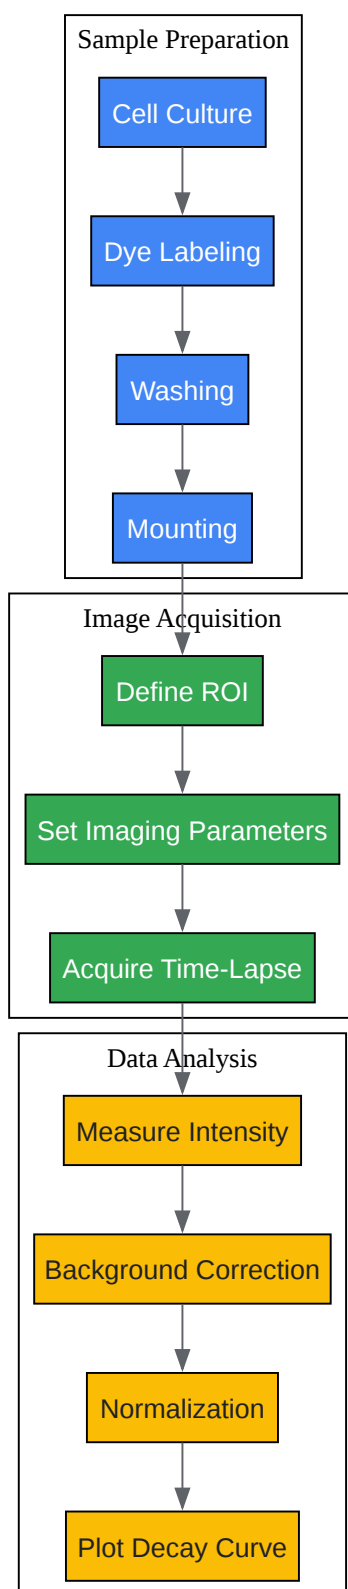 Sample Preparation
Cell Culture
Dye Labeling
Washing
Mounting
Image Acquisition
Define ROI
Set Imaging Parameters
Acquire Time-Lapse
Data Analysis
Measure Intensity
Background Correction
Normalization
Plot Decay Curve